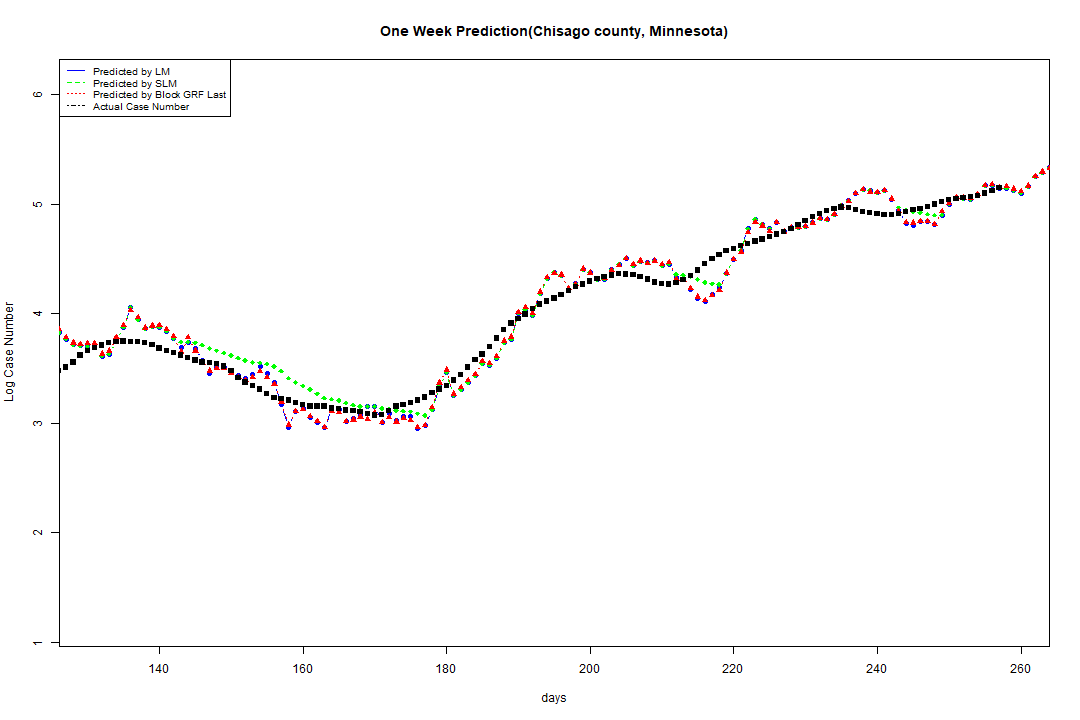 One Week Prediction(Chisago county, Minnesota)
Predicted by LM
Predicted by SLM
Predicted by Block GRF Last
Actual Case Number
6
5
4
3
2
1
Log Case Number
140 160 180 200 220 240 260
days